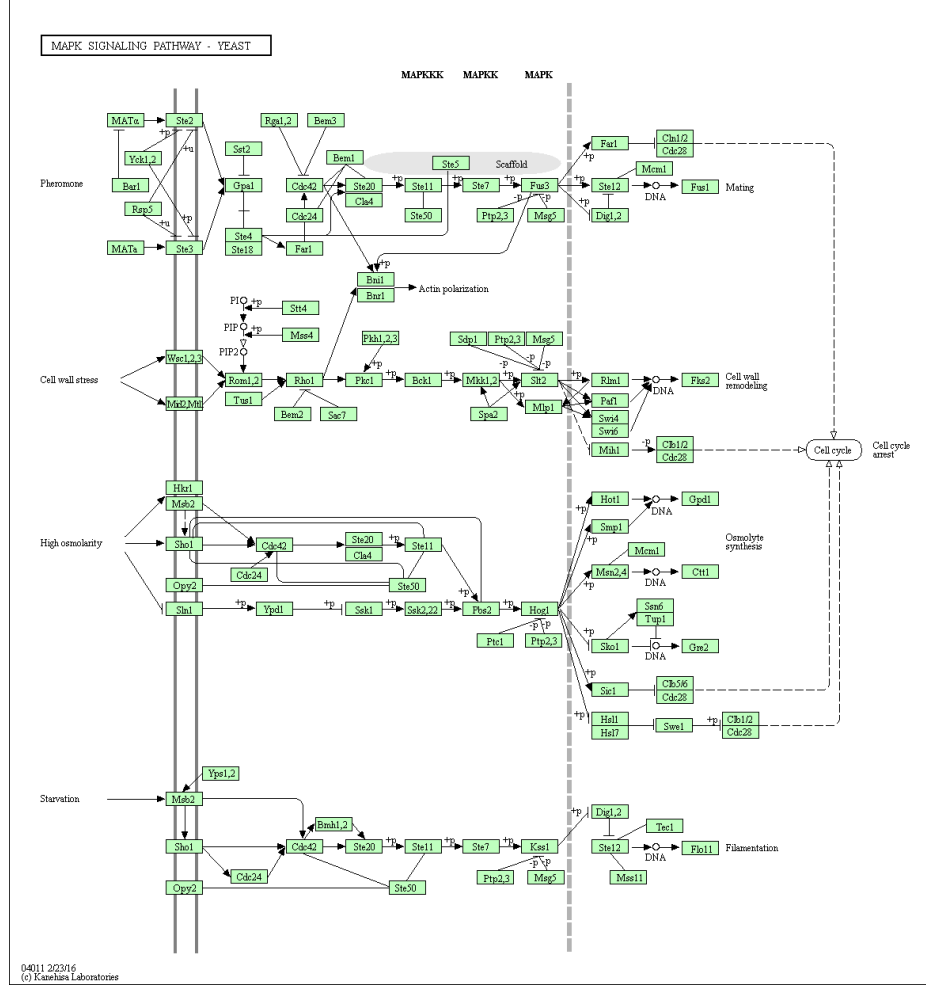 MAPK SIGNALING PATHWAY - YEAST
MAPKKK MAPKK MAPK
MATα Ste2 Rga1,2 Bem3 Far1 Cln1/2
Cdc28
+p +u +p
Yck1,2 Sst2 Bem1 Ste5 Scaffold Mcm1
Pheromone Bar1 Gpa1 Cdc42 +p Ste20 +p Ste11 +p Ste7 +p Fus3 +p Ste12 DNA Fus1 Mating
Cla4
Rsp5 +p +u Cdc24 Ste50 Ptp2,3 -p -p Msg5 +p Dig1,2
Ste4
MATa Ste3 Ste18 Far1
+p
Bni1
Bnr1 Actin polarization
PI +p Stt4
PIP +p Mss4
PIP2 Pkh1,2,3 Sdp1 Ptp2,3 Msg5
Wsc1,2,3 +p -p -p -p
Cell wall stress Rom1,2 Rho1 Pkc1 +p Bck1 +p Mkk1,2 +p Slt2 +p Rlm1 DNA Fks2 Cell wall
remodeling
Mid2,Mtl1 Tus1 Bem2 Sac7 Spa2 +p Mlp1 Paf1
Swi4
Swi6
Mih1 -p Clb1/2
Cdc28
Cell cycle Cell cycle
arrest
Hkr1
Msb2 +p Hot1 DNA Gpd1
Smp1
+p
High osmolarity Sho1 Cdc42 Ste20 +p Ste11 Osmolyte
synthesis
Cla4 Mcm1
Cdc24 +p Msn2,4 DNA Ctt1
Opy2 Ste50 +p
Sln1 +p Ypd1 +p Ssk1 +p Ssk2,22 +p Pbs2 +p Hog1 Ssn6
Tup1
Ptc1 -p -p Ptp2,3 +p Sko1 DNA Gre2
+p Sic1 Clb5/6
Cdc28
+p Hsl1
Hsl7 Swe1 +p Clb1/2
Cdc28
Yps1,2
Starvation Msb2 +p Dig1,2
Bmh1,2 Tec1
Sho1 Cdc42 Ste20 +p Ste11 +p Ste7 +p Kss1 Ste12 DNA Flo11 Filamentation
Cdc24 Ptp2,3 -p -p Msg5 Mss11
Opy2 Ste50
04011 2/23/16
(c) Kanehisa Laboratories